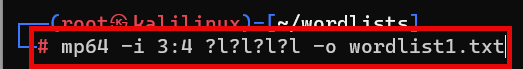 (root㉿kalilinux)-[~/wordlists]
# mp64 -i 3:4 ?l?l?l?l -o wordlist1.txt